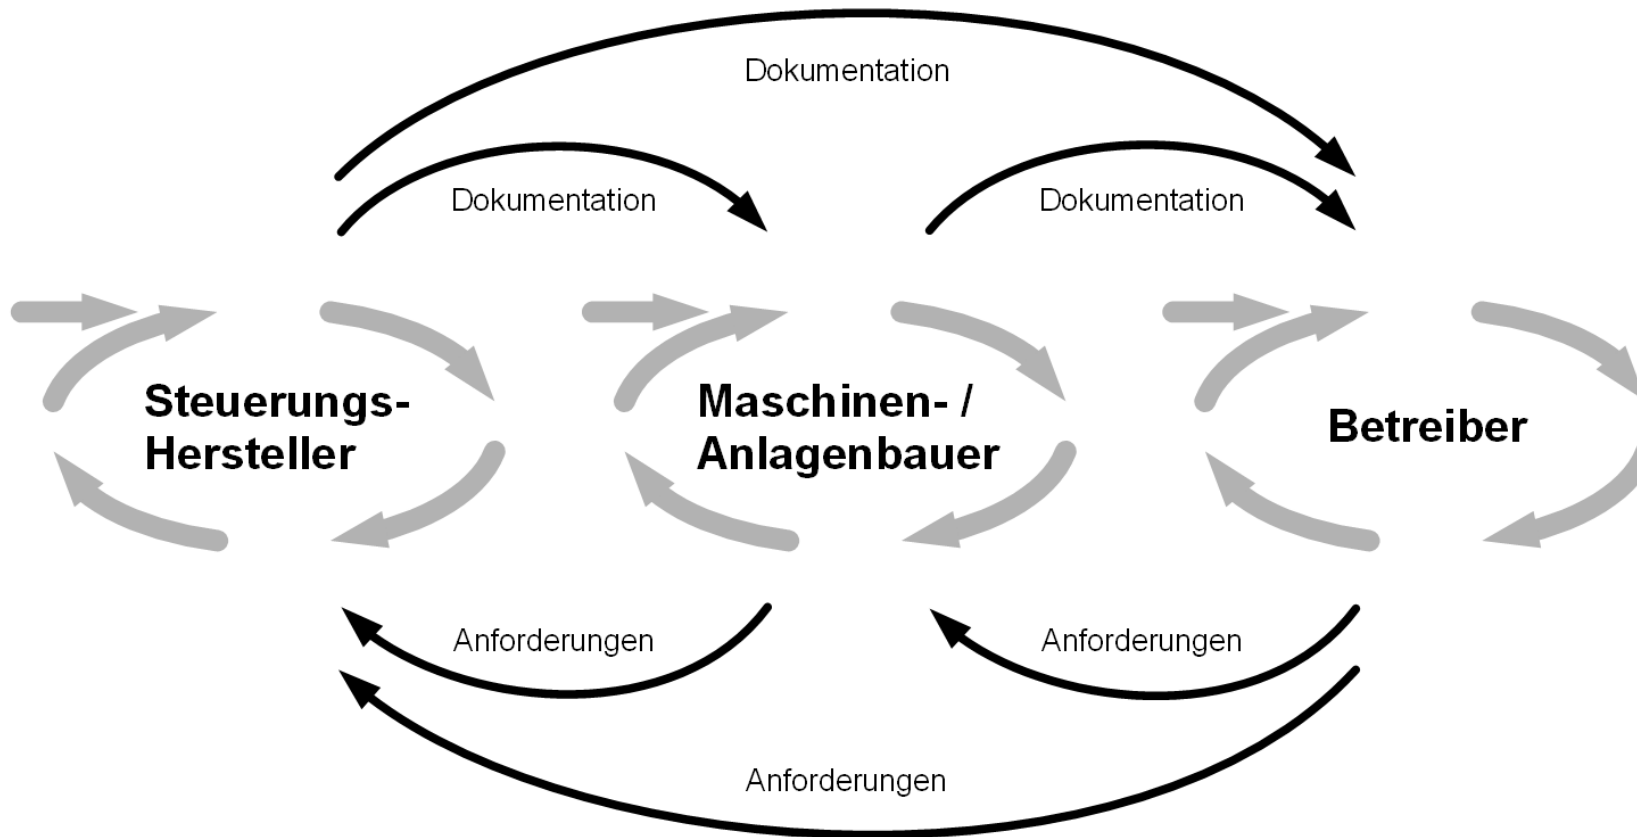 Dokumentation
Dokumentation
Dokumentation
Steuerungs-
Hersteller
Maschinen- /
Anlagenbauer
Betreiber
Anforderungen
Anforderungen
Anforderungen